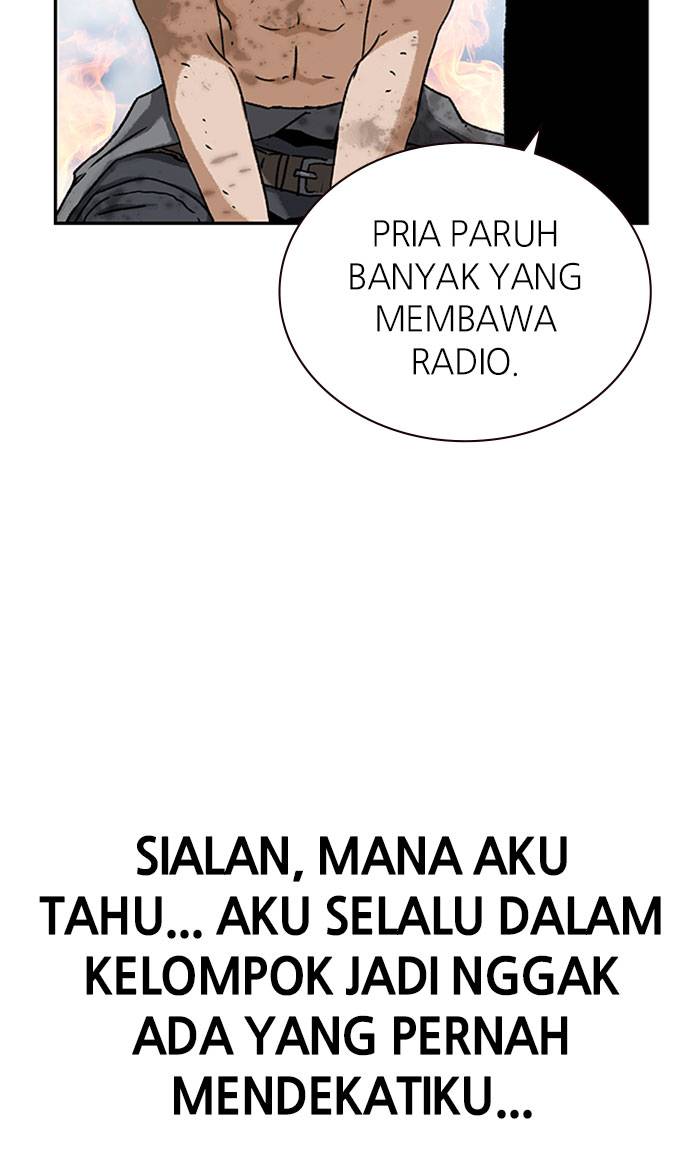 PRIA PARUH
BANYAK YANG
MEMBAWA
RADIO.
SIALAN, MANA AKU
TAHU... AKU SELALU DALAM
KELOMPOK JADI NGGAK
ADA YANG PERNAH
MENDEKATIKU...